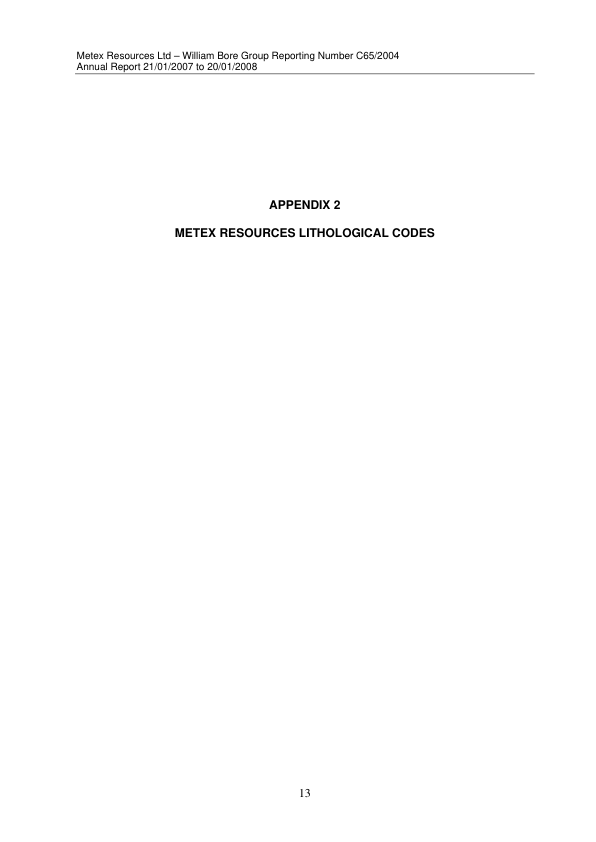 Metex Resources Ltd – William Bore Group Reporting Number C65/2004
Annual Report 21/01/2007 to 20/01/2008
APPENDIX 2
METEX RESOURCES LITHOLOGICAL CODES
13